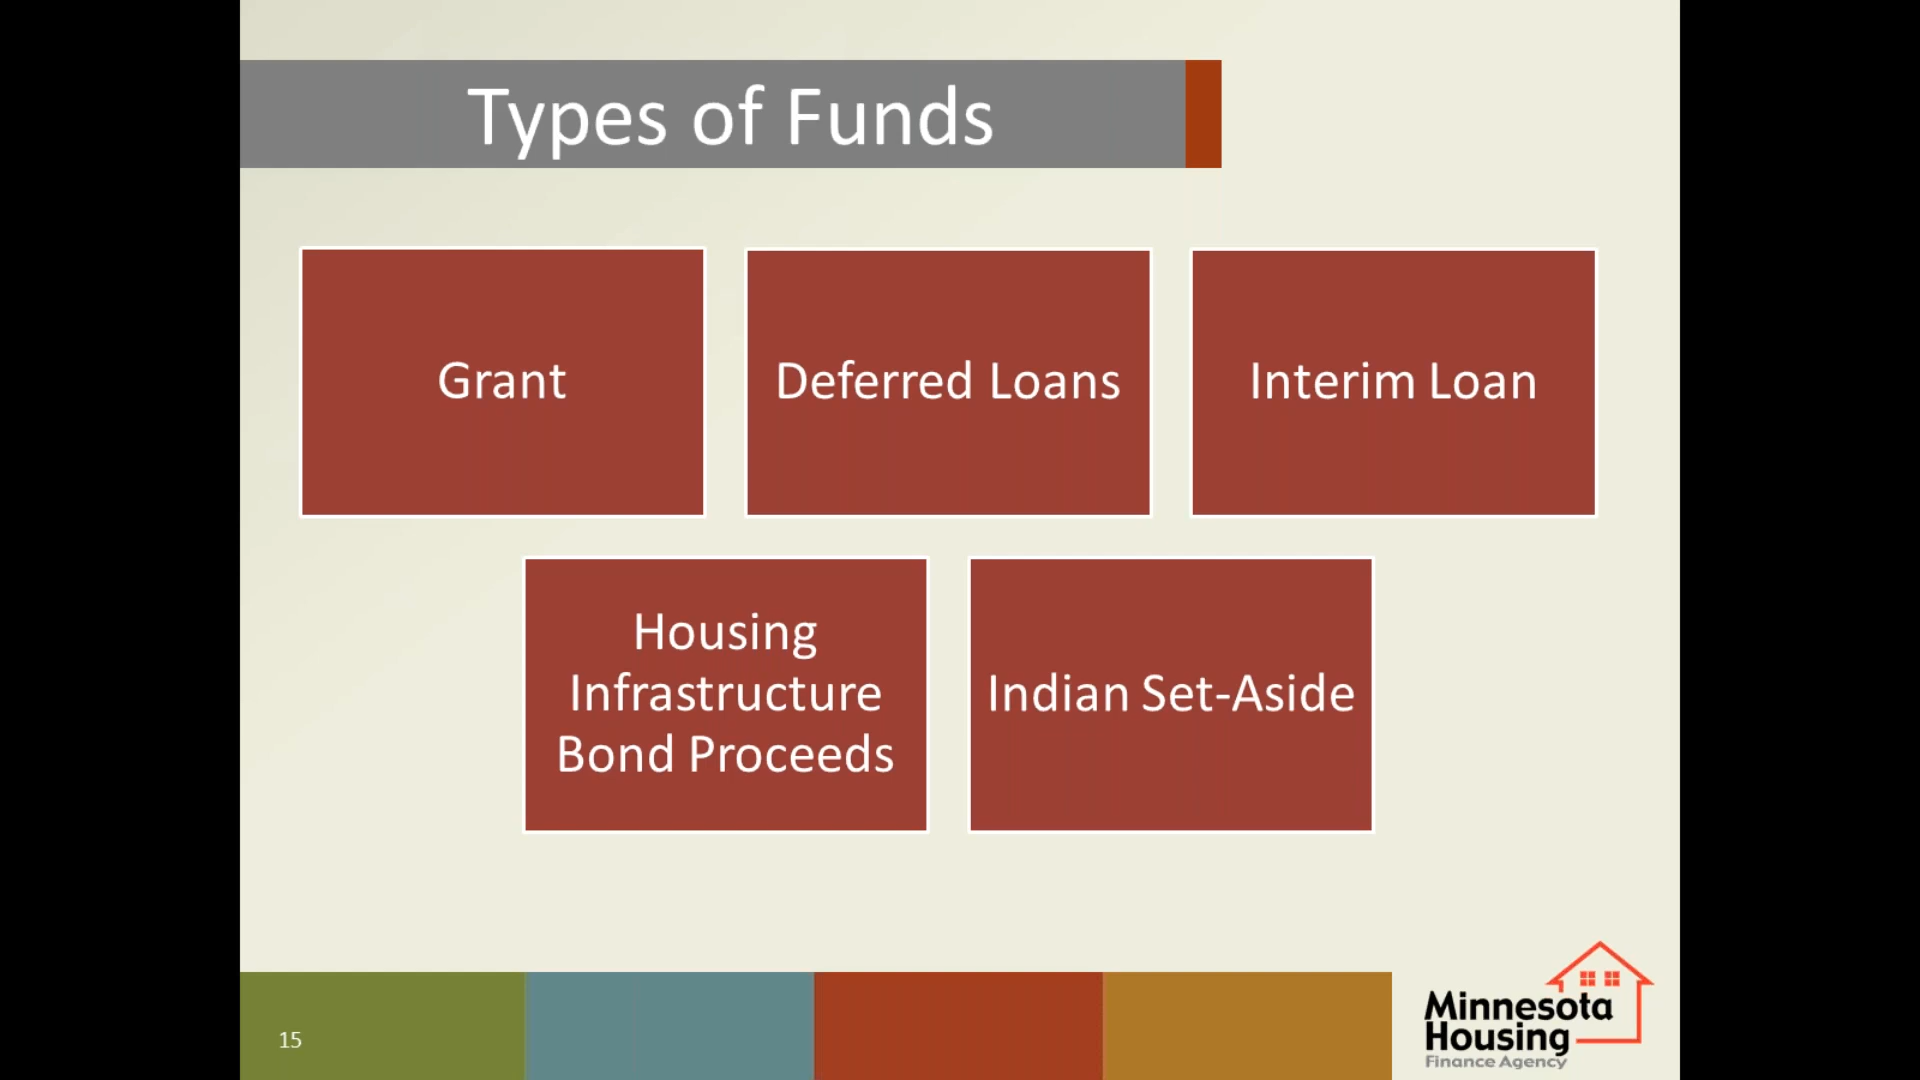 Types of Funds
Grant
Deferred Loans
Interim Loan
Housing
Infrastructure
Bond Proceeds
Indian Set-Aside
15
Minnesota
Housing
Finance Agency